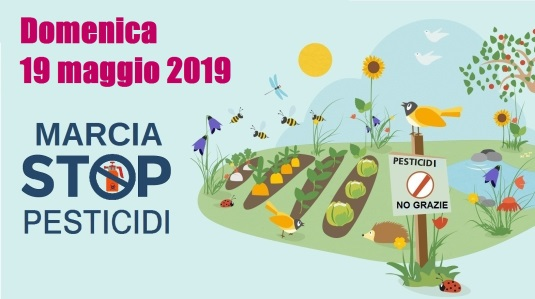 Domenica
19 maggio 2019
MARCIA
STOP
PESTICIDI
PESTICIDI
NO GRAZIE